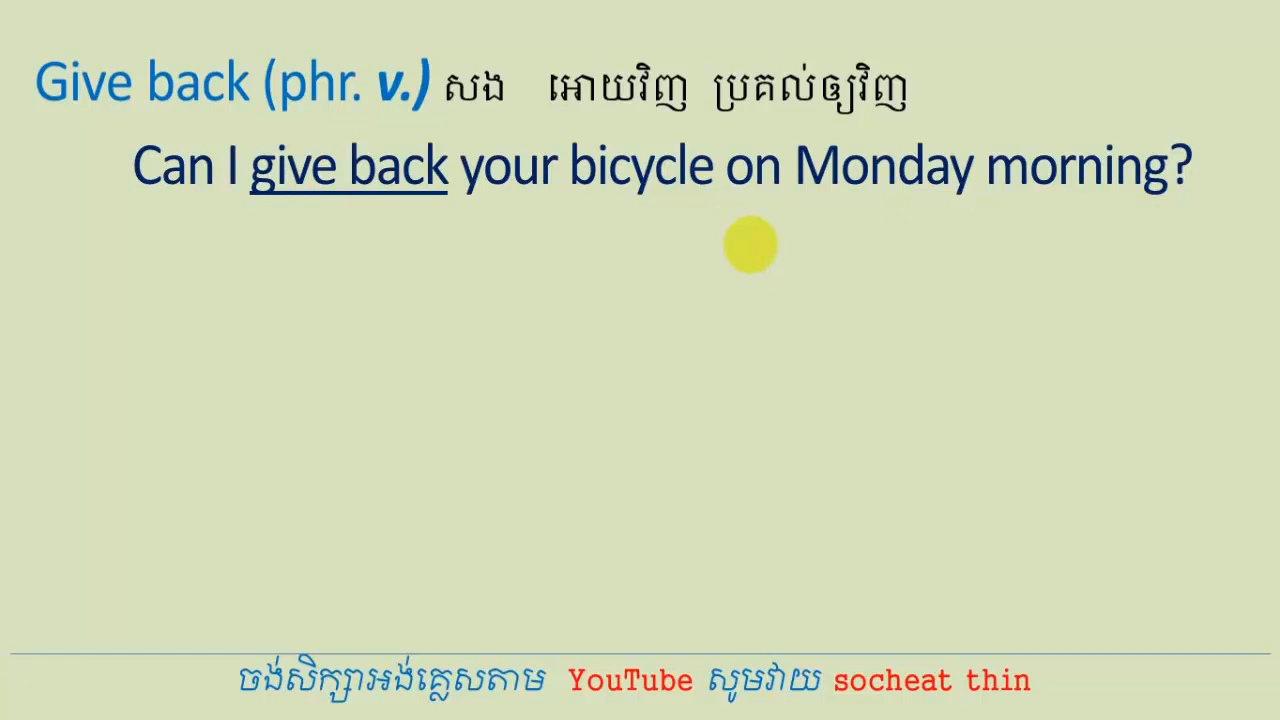 Give back (phr. v.) សង អោយវិញ ប្រគល់ឲ្យវិញ
Can I give back your bicycle on Monday morning?
ចង់សិក្សាអង់គ្លេសតាម YouTube សូមវាយ socheat thin